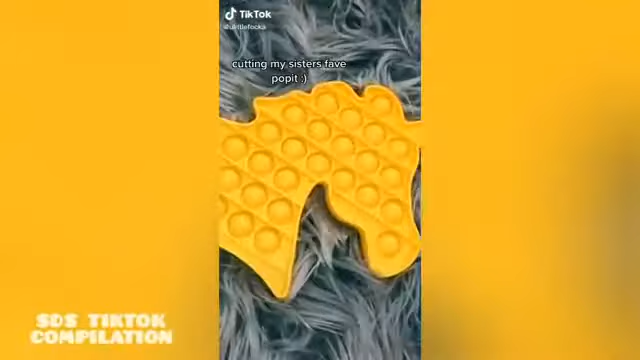 TikTok
cutting my sisters fave
popit :)
SDS TIKTOK
COMPILATION